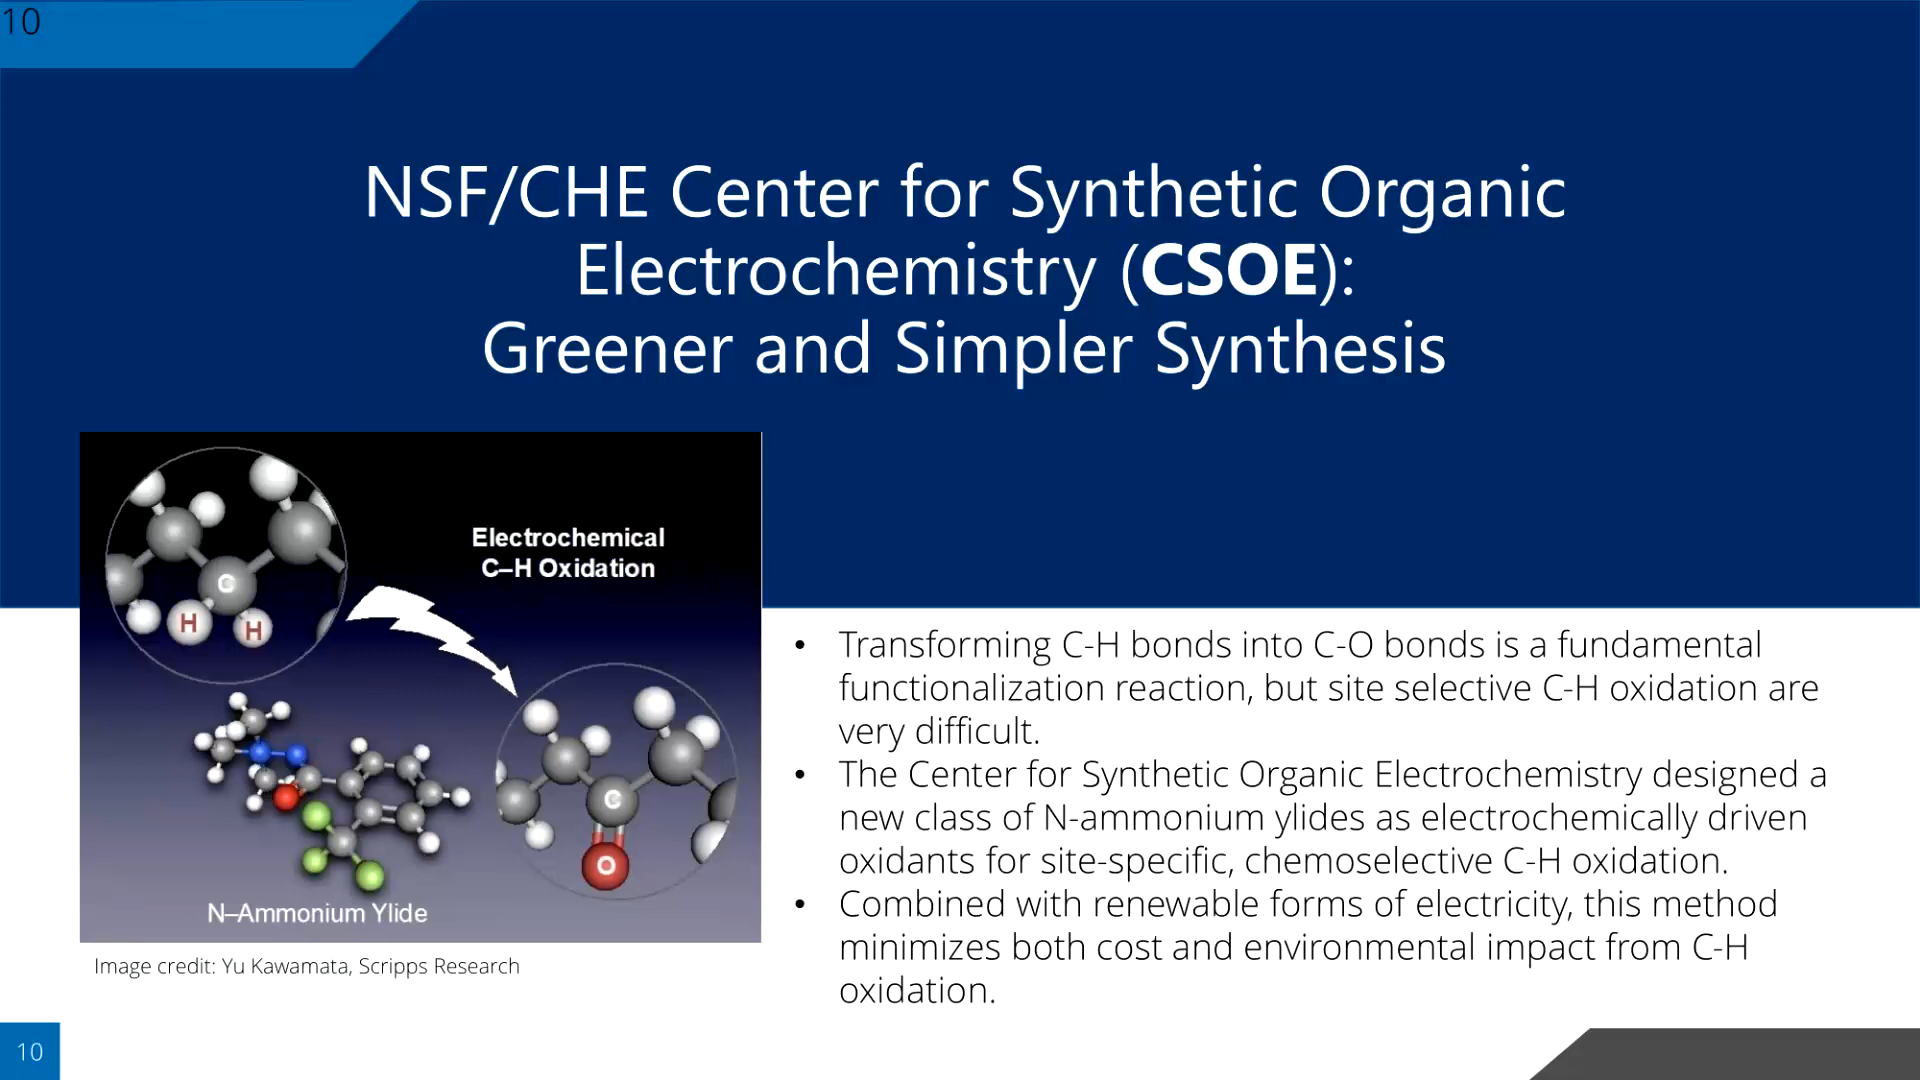 10
NSF/CHE Center for Synthetic Organic
Electrochemistry (CSOE):
Greener and Simpler Synthesis
Electrochemical
C–H Oxidation
C
H
H
C
O
N–Ammonium Ylide
Image credit: Yu Kawamata, Scripps Research
• Transforming C-H bonds into C-O bonds is a fundamental
functionalization reaction, but site selective C-H oxidation are
very difficult.
• The Center for Synthetic Organic Electrochemistry designed a
new class of N-ammonium ylides as electrochemically driven
oxidants for site-specific, chemoselective C-H oxidation.
• Combined with renewable forms of electricity, this method
minimizes both cost and environmental impact from C-H
oxidation.
10